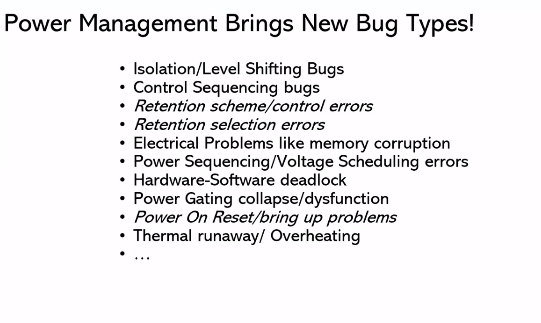 Power Management Brings New Bug Types!
• Isolation/Level Shifting Bugs
• Control Sequencing bugs
• Retention scheme/control errors
• Retention selection errors
• Electrical Problems like memory corruption
• Power Sequencing/Voltage Scheduling errors
• Hardware-Software deadlock
• Power Gating collapse/dysfunction
• Power On Reset/bring up problems
• Thermal runaway/ Overheating
• ...